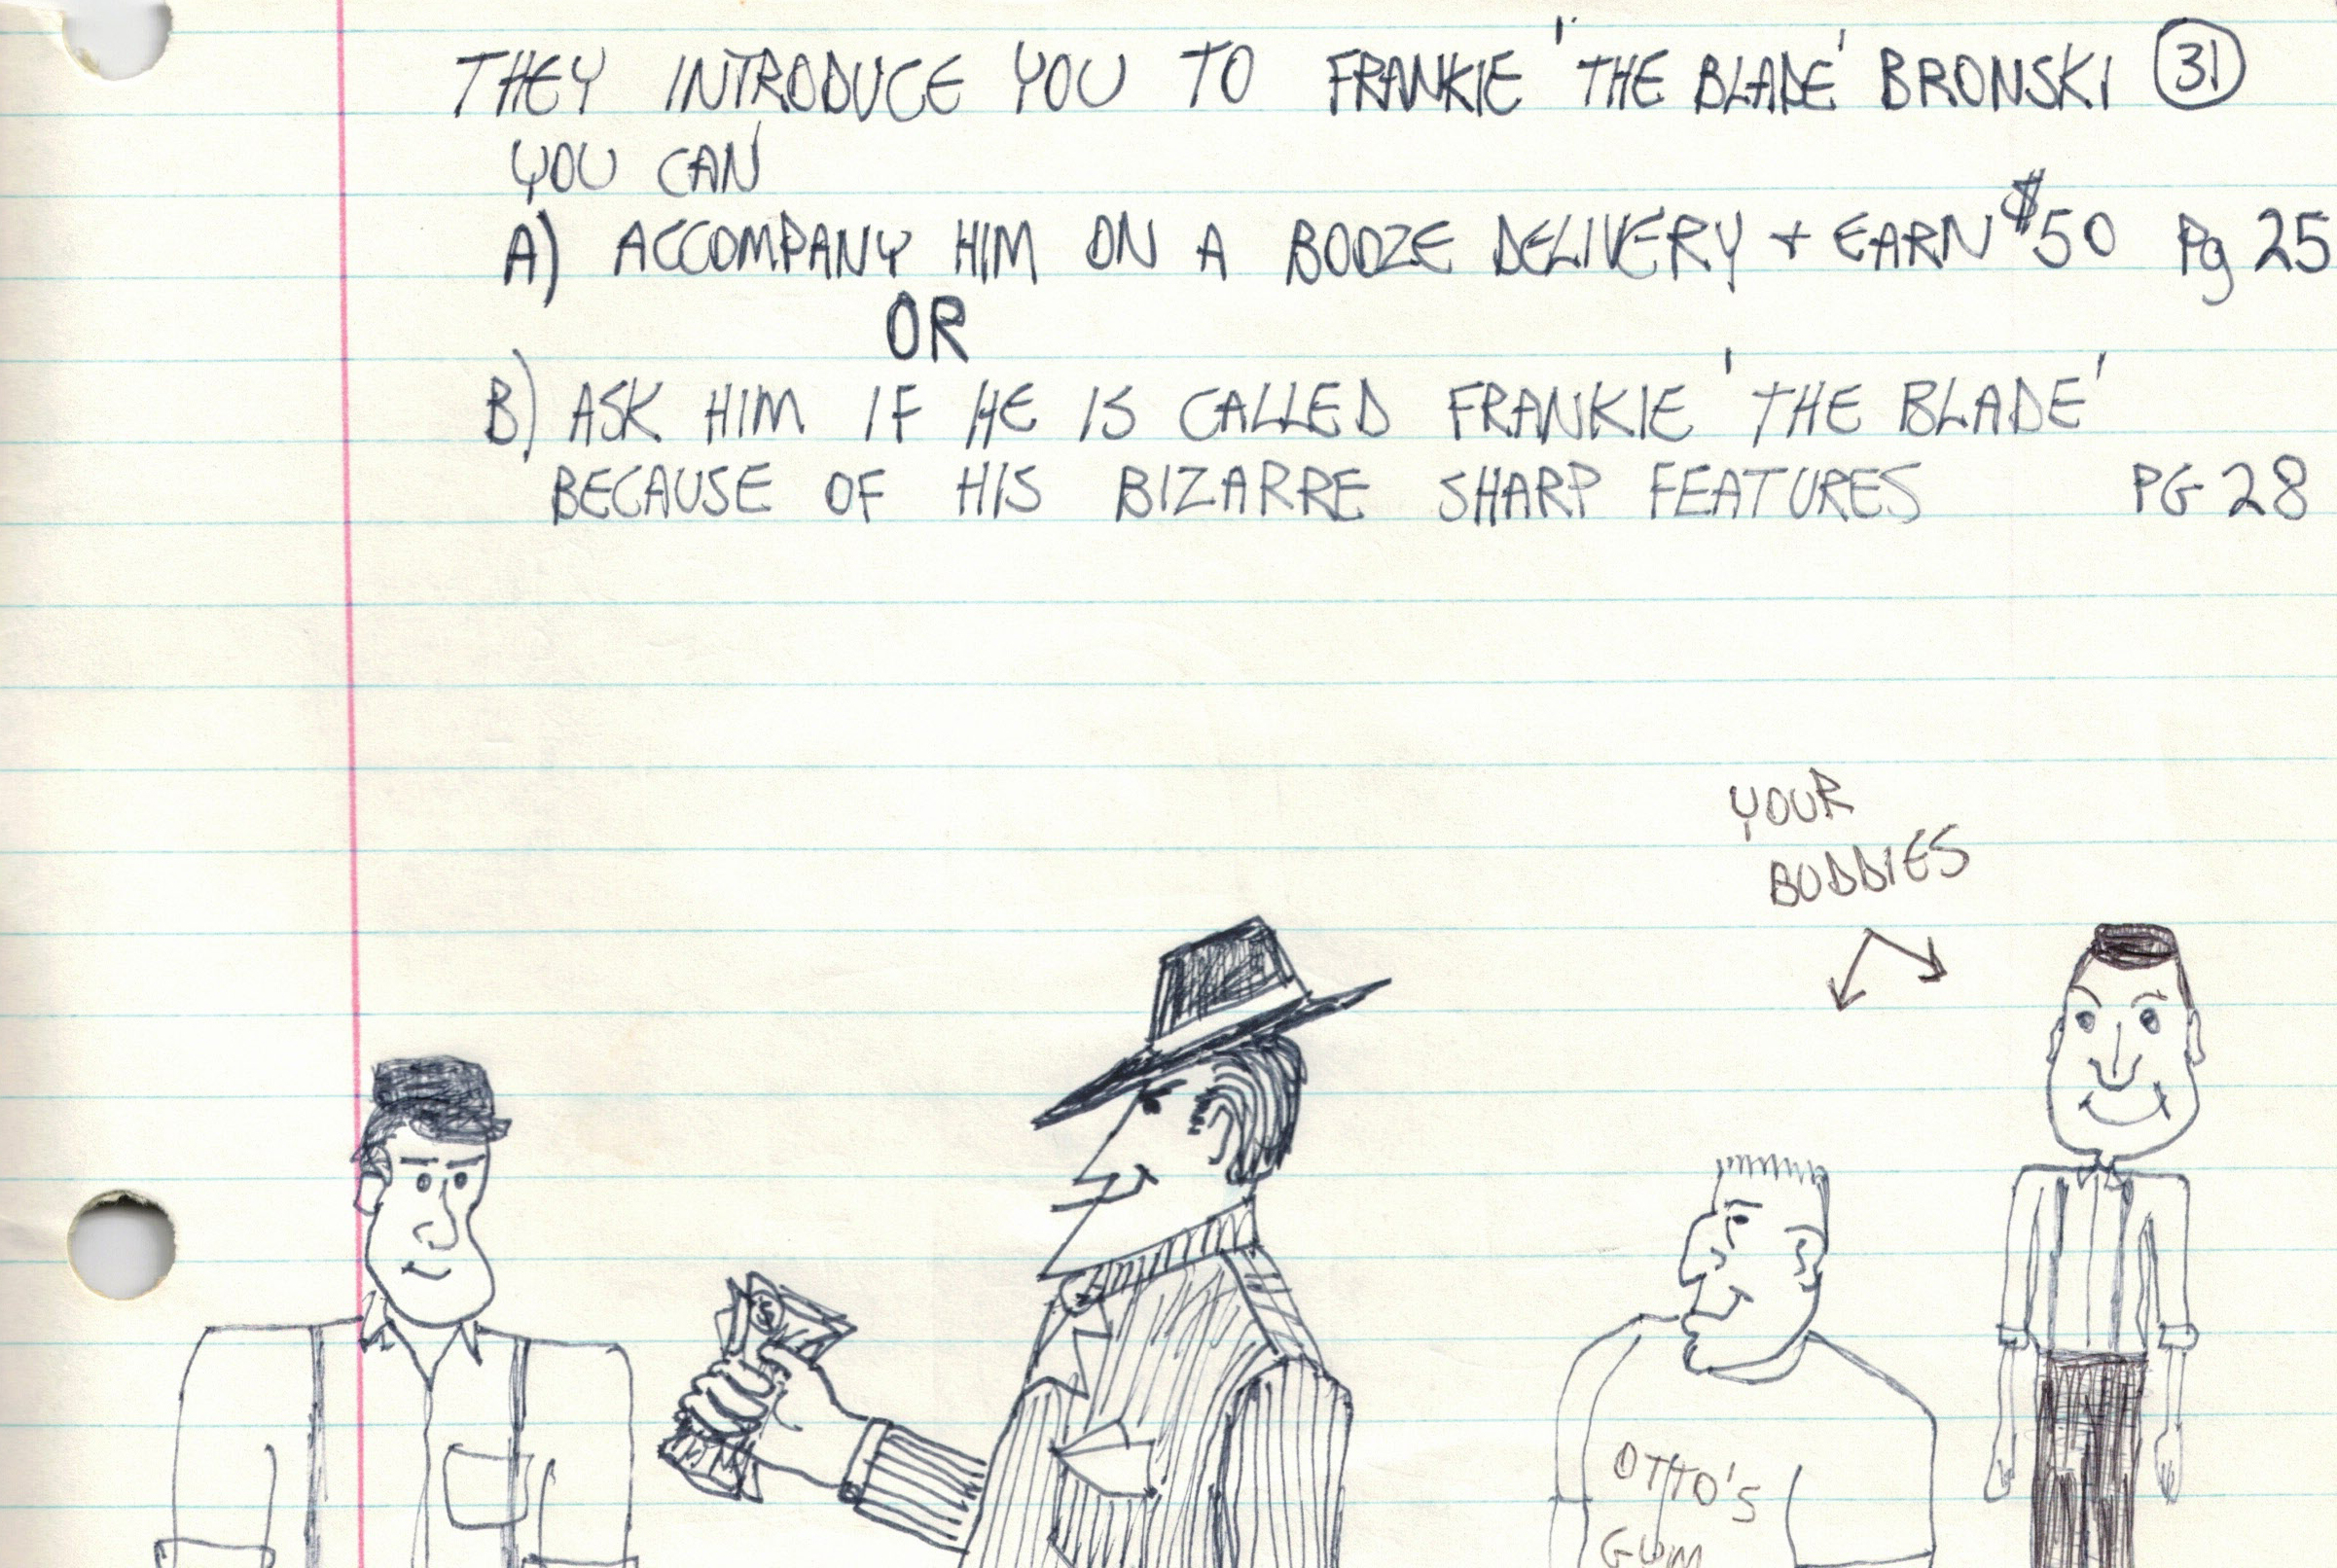 THEY INTRODUCE YOU TO FRANKIE 'THE BLADE' BRONSKI 31
YOU CAN
A) ACCOMPANY HIM ON A BOOZE DELIVERY + EARN $50 Pg 25
OR
B) ASK HIM IF HE IS CALLED FRANKIE 'THE BLADE'
BECAUSE OF HIS BIZARRE SHARP FEATURES PG 28
YOUR
BUDDIES
$
OTTO'S
GYM